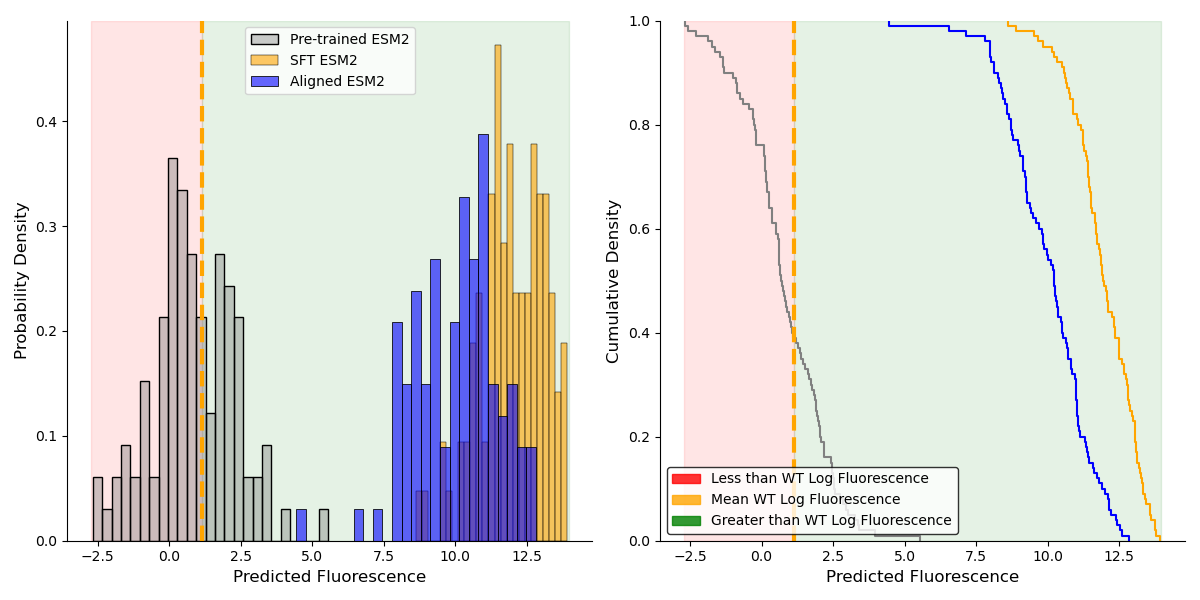 Pre-trained ESM2
SFT ESM2
Aligned ESM2
0.4
0.3
0.2
0.1
0.0
Probability Density
−2.5 0.0 2.5 5.0 7.5 10.0 12.5
Predicted Fluorescence
1.0
0.8
0.6
0.4
0.2
0.0
Cumulative Density
Less than WT Log Fluorescence
Mean WT Log Fluorescence
Greater than WT Log Fluorescence
−2.5 0.0 2.5 5.0 7.5 10.0 12.5
Predicted Fluorescence